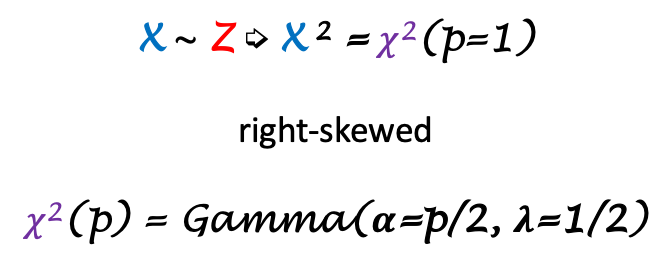 X ~ Z ➪ X² = χ²(p=1)
right-skewed
χ²(p) = Gamma(α=p/2, λ=1/2)